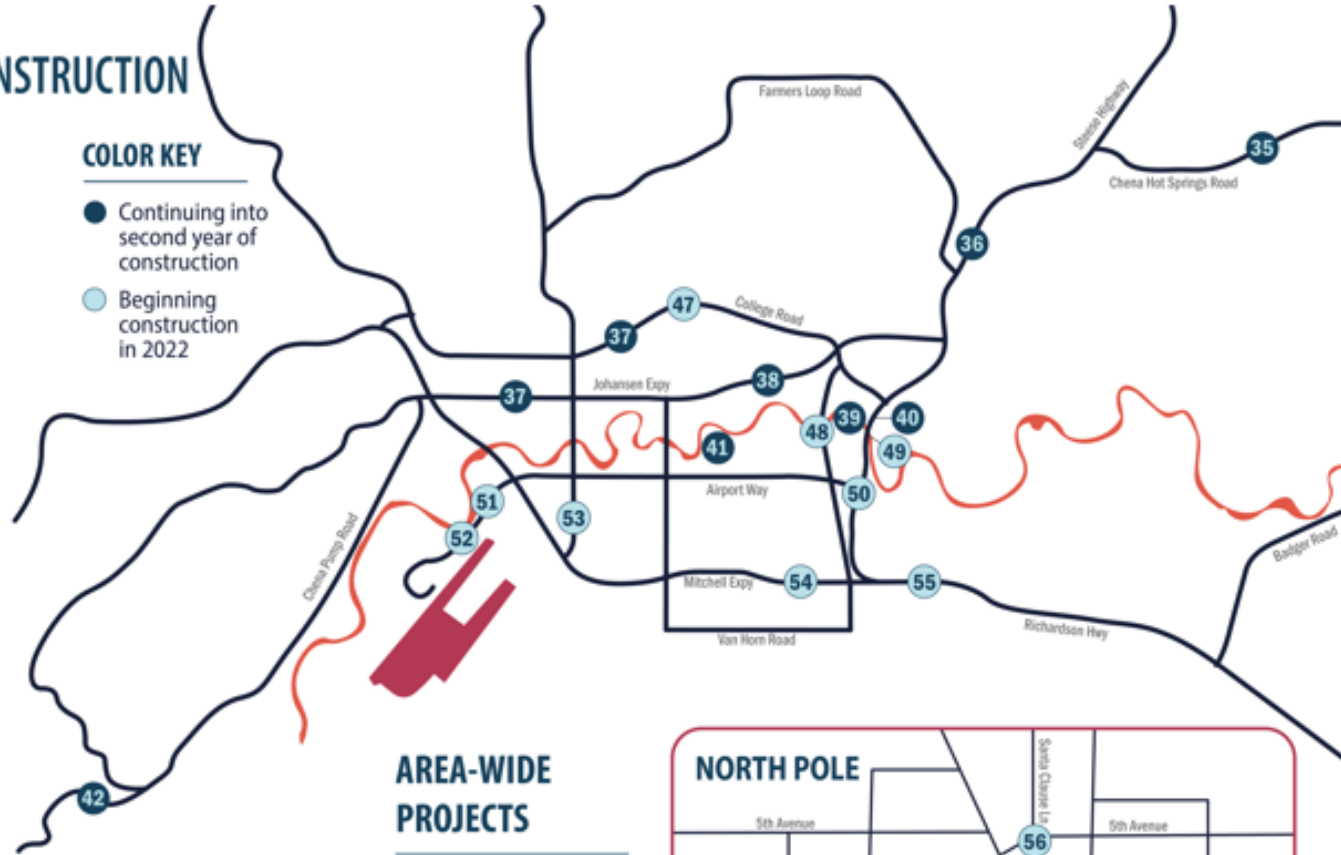 NSTRUCTION
COLOR KEY
Continuing into
second year of
construction
Beginning
construction
in 2022
Farmers Loop Road
Steese Highway
35
Chena Hot Springs Road
36
47
College Road
37
38
Johansen Expy
37
39
40
48
41
49
Airport Way
50
51
53
52
Chena Pump Road
Badger Road
Mitchell Expy
54
55
Richardson Hwy
Van Horn Road
42
AREA-WIDE
PROJECTS
NORTH POLE
Santa Clause Ln
5th Avenue
5th Avenue
56